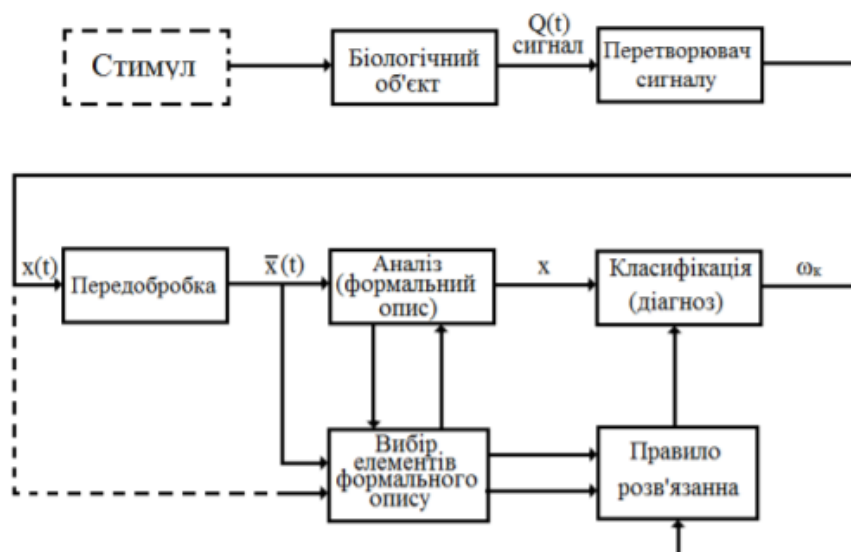 Стимул
Біологічний
об'єкт
Q(t)
сигнал
Перетворювач
сигналу
x(t)
Передобробка
x̅(t)
Аналіз
(формальний
опис)
x
Класифікація
(діагноз)
ωк
Вибір
елементів
формального
опису
Правило
розв'язанна